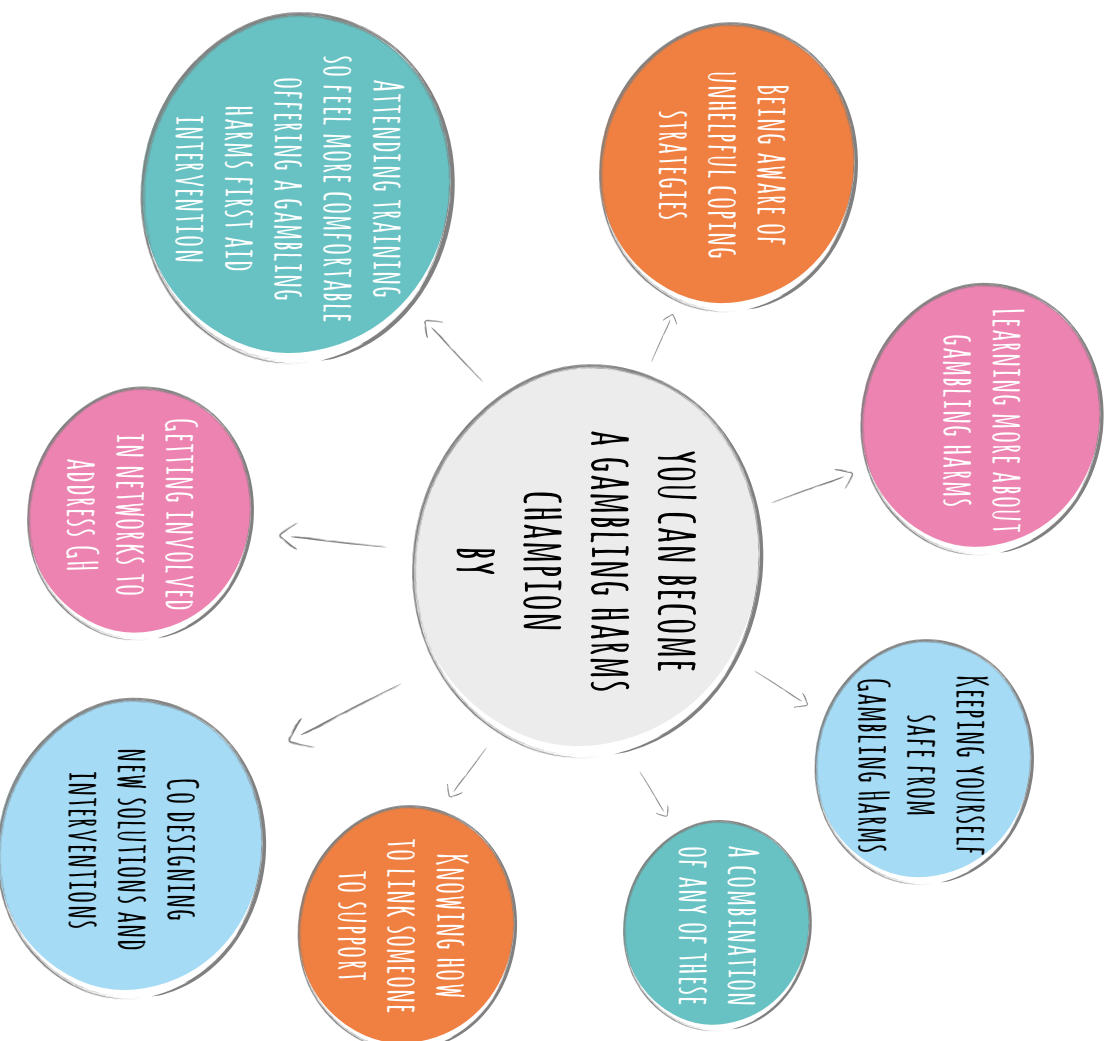 YOU CAN BECOME
A GAMBLING HARMS
CHAMPION
BY
LEARNING MORE ABOUT
GAMBLING HARMS
KEEPING YOURSELF
SAFE FROM
GAMBLING HARMS
A COMBINATION
OF ANY OF THESE
KNOWING HOW
TO LINK SOMEONE
TO SUPPORT
CO DESIGNING
NEW SOLUTIONS AND
INTERVENTIONS
GETTING INVOLVED
IN NETWORKS TO
ADDRESS GH
ATTENDING TRAINING
SO FEEL MORE COMFORTABLE
OFFERING A GAMBLING
HARMS FIRST AID
INTERVENTION
BEING AWARE OF
UNHELPFUL COPING
STRATEGIES